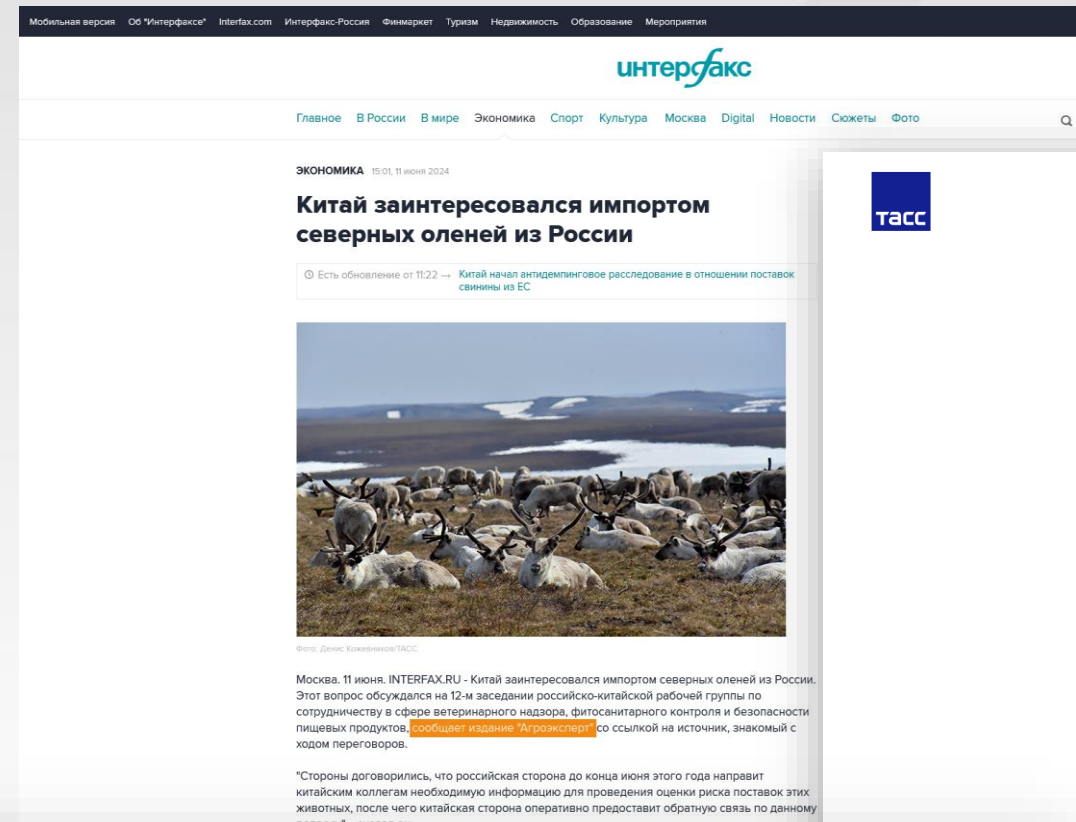 Мобильная версия Об "Интерфаксе" Interfax.com Интерфакс-Россия Финмаркет Туризм Недвижимость Образование Мероприятия
интерфакс
Главное В России В мире Экономика Спорт Культура Москва Digital Новости Сюжеты Фото
ЭКОНОМИКА 15:01, 11 июня 2024
Китай заинтересовался импортом
северных оленей из России
Есть обновление от 11:22 → Китай начал антидемпинговое расследование в отношении поставок
свинины из ЕС
тасс
Фото: Денис Кожевников/ТАСС
Москва. 11 июня. INTERFAX.RU - Китай заинтересовался импортом северных оленей из России.
Этот вопрос обсуждался на 12-м заседании российско-китайской рабочей группы по
сотрудничеству в сфере ветеринарного надзора, фитосанитарного контроля и безопасности
пищевых продуктов, сообщает издание "Агроэксперт" со ссылкой на источник, знакомый с
ходом переговоров.
"Стороны договорились, что российская сторона до конца июня этого года направит
китайским коллегам необходимую информацию для проведения оценки риска поставок этих
животных, после чего китайская сторона оперативно предоставит обратную связь по данному